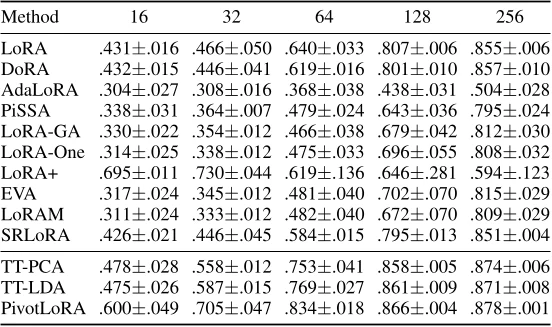 Method 16 32 64 128 256
LoRA .431±.016 .466±.050 .640±.033 .807±.006 .855±.006
DoRA .432±.015 .446±.041 .619±.016 .801±.010 .857±.010
AdaLoRA .304±.027 .308±.016 .368±.038 .438±.031 .504±.028
PiSSA .338±.031 .364±.007 .479±.024 .643±.036 .795±.024
LoRA-GA .330±.022 .354±.012 .466±.038 .679±.042 .812±.030
LoRA-One .314±.025 .338±.012 .475±.033 .696±.055 .808±.032
LoRA+ .695±.011 .730±.044 .619±.136 .646±.281 .594±.123
EVA .317±.024 .345±.012 .481±.040 .702±.070 .815±.029
LoRAM .311±.024 .333±.012 .482±.040 .672±.070 .809±.029
SRLoRA .426±.021 .446±.045 .584±.015 .795±.013 .851±.004
TT-PCA .478±.028 .558±.012 .753±.041 .858±.005 .874±.006
TT-LDA .475±.026 .587±.015 .769±.027 .861±.009 .871±.008
PivotLoRA .600±.049 .705±.047 .834±.018 .866±.004 .878±.001